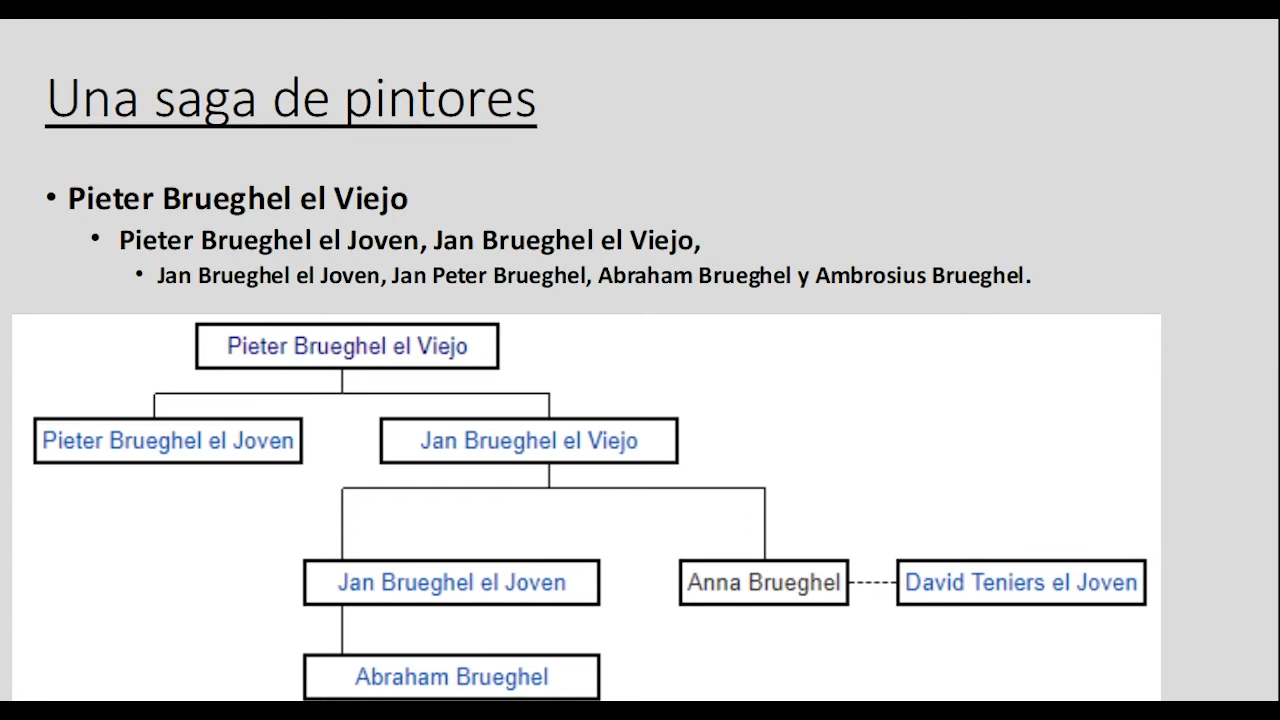 Una saga de pintores
• Pieter Brueghel el Viejo
• Pieter Brueghel el Joven, Jan Brueghel el Viejo,
• Jan Brueghel el Joven, Jan Peter Brueghel, Abraham Brueghel y Ambrosius Brueghel.
Pieter Brueghel el Viejo
Pieter Brueghel el Joven
Jan Brueghel el Viejo
Jan Brueghel el Joven
Anna Brueghel
David Teniers el Joven
Abraham Brueghel